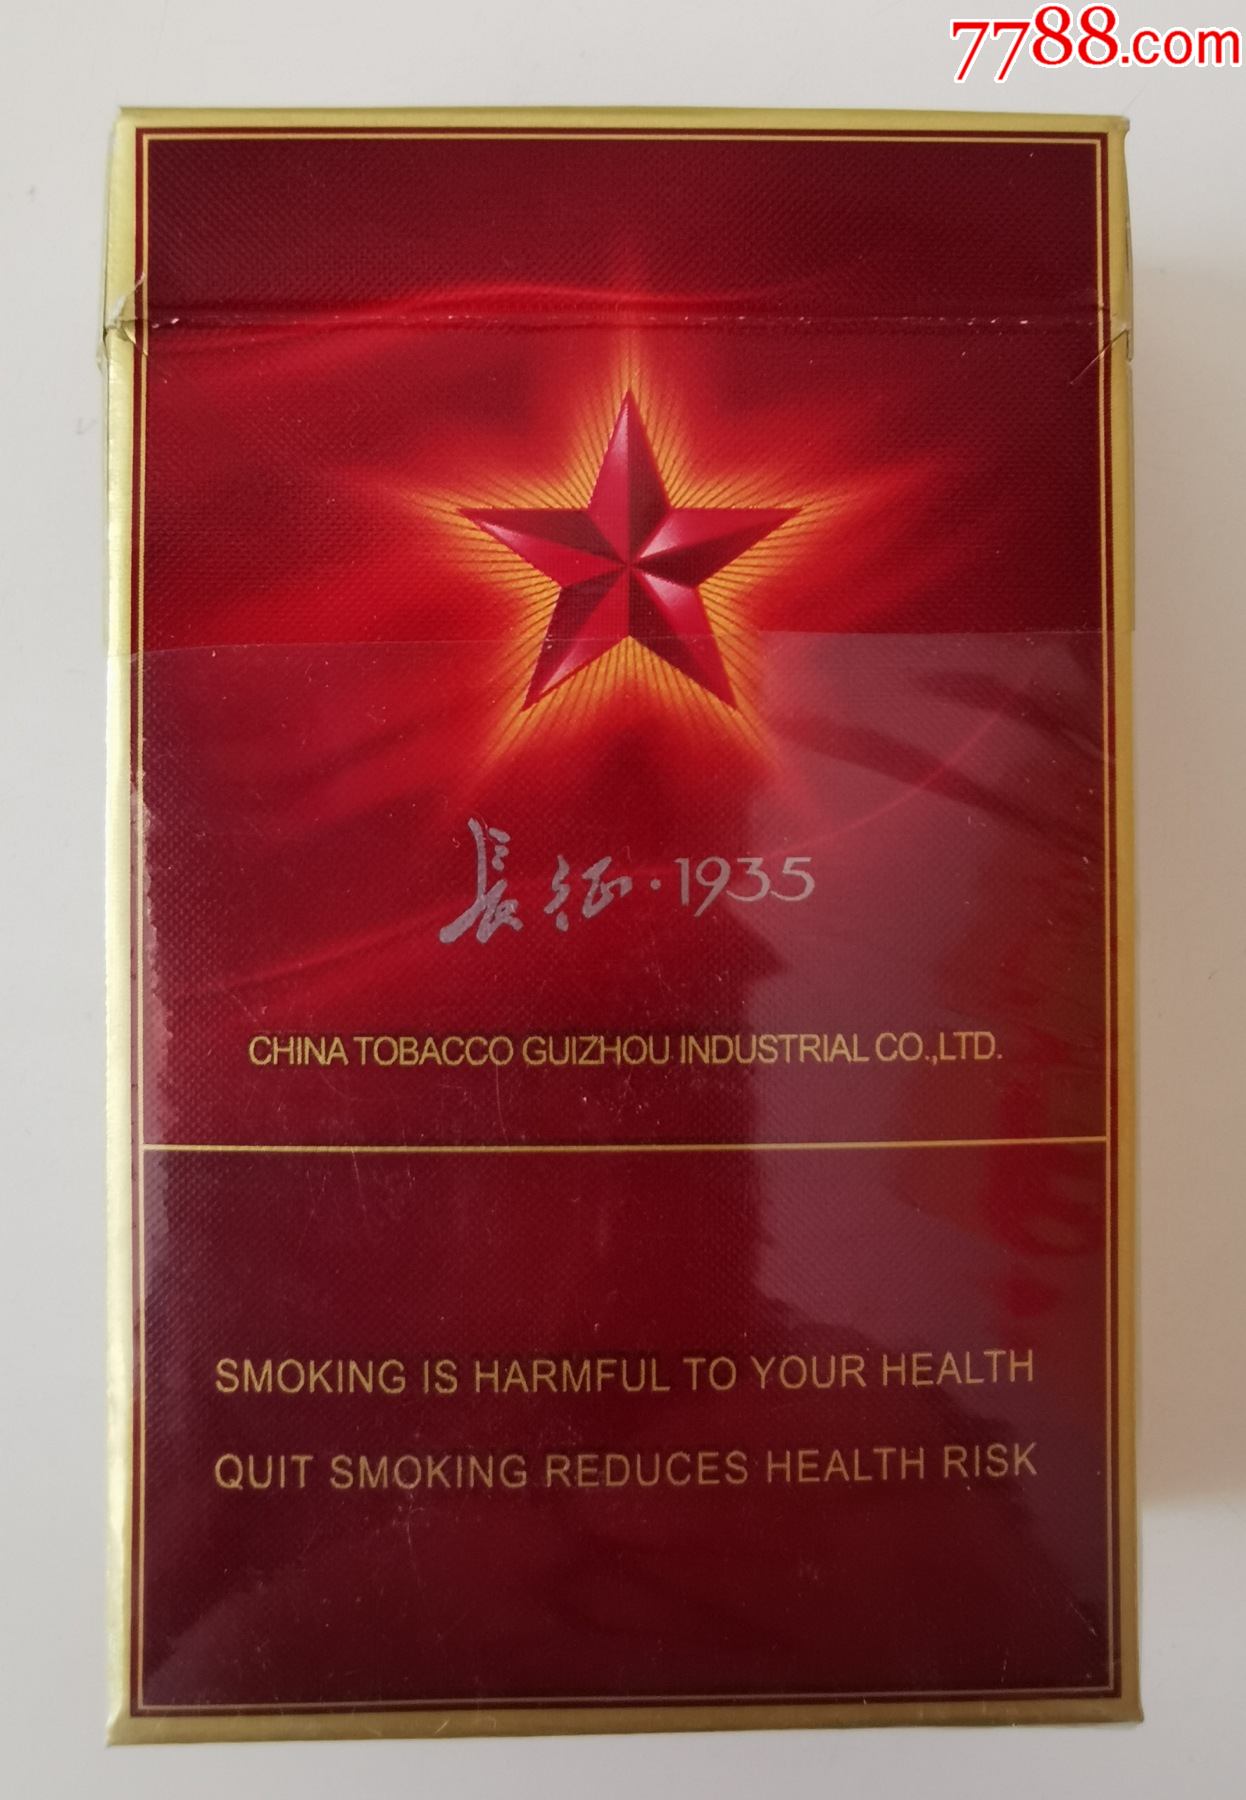 7788.com
長征·1935
CHINA TOBACCO GUIZHOU INDUSTRIAL CO.,LTD.
SMOKING IS HARMFUL TO YOUR HEALTH
QUIT SMOKING REDUCES HEALTH RISK